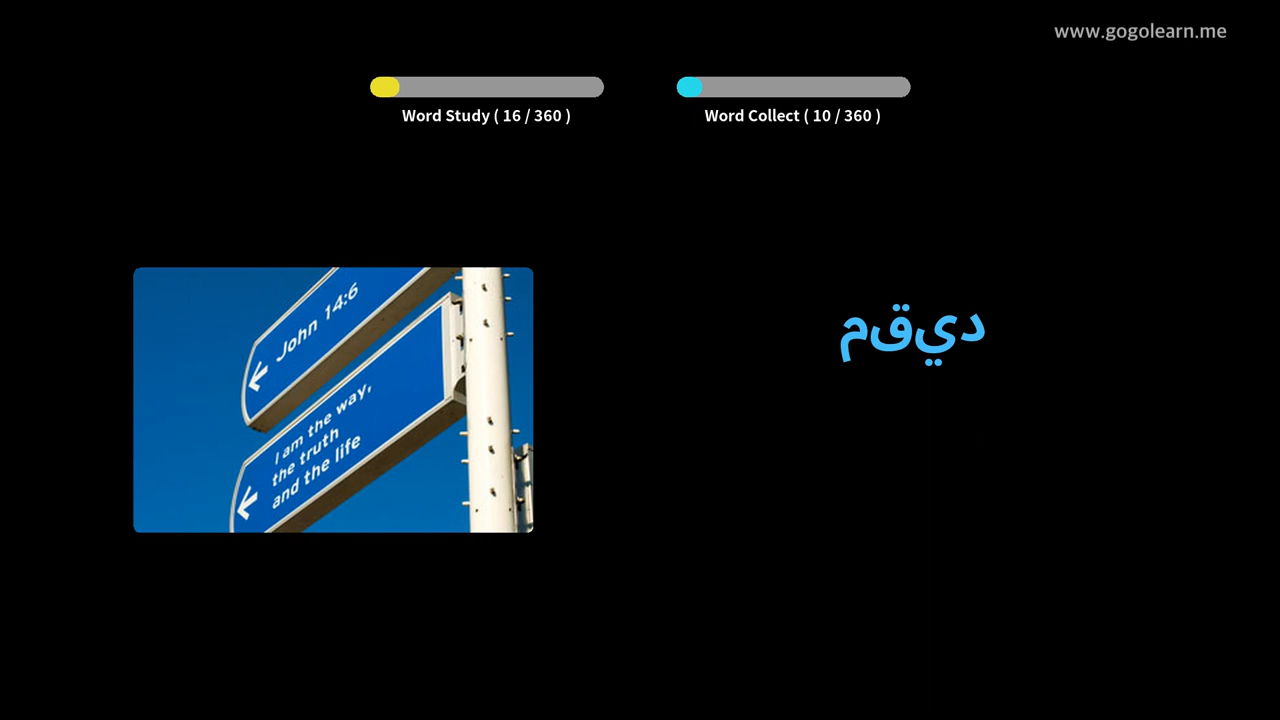 www.gogolearn.me
Word Study ( 16 / 360 )
Word Collect ( 10 / 360 )
John 14:6
I am the way,
the truth
and the life
ديقم